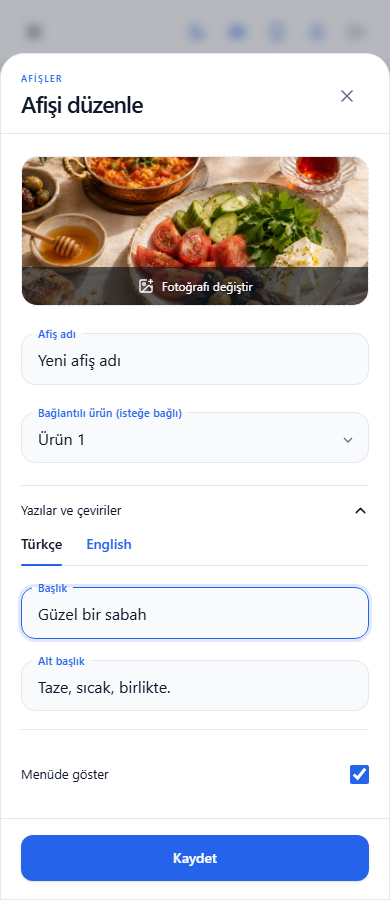 AFİŞLER
Afişi düzenle
Fotoğrafı değiştir
Afiş adı
Yeni afiş adı
Bağlantılı ürün (isteğe bağlı)
Ürün 1
Yazılar ve çeviriler
Türkçe English
Başlık
Güzel bir sabah
Alt başlık
Taze, sıcak, birlikte.
Menüde göster
Kaydet